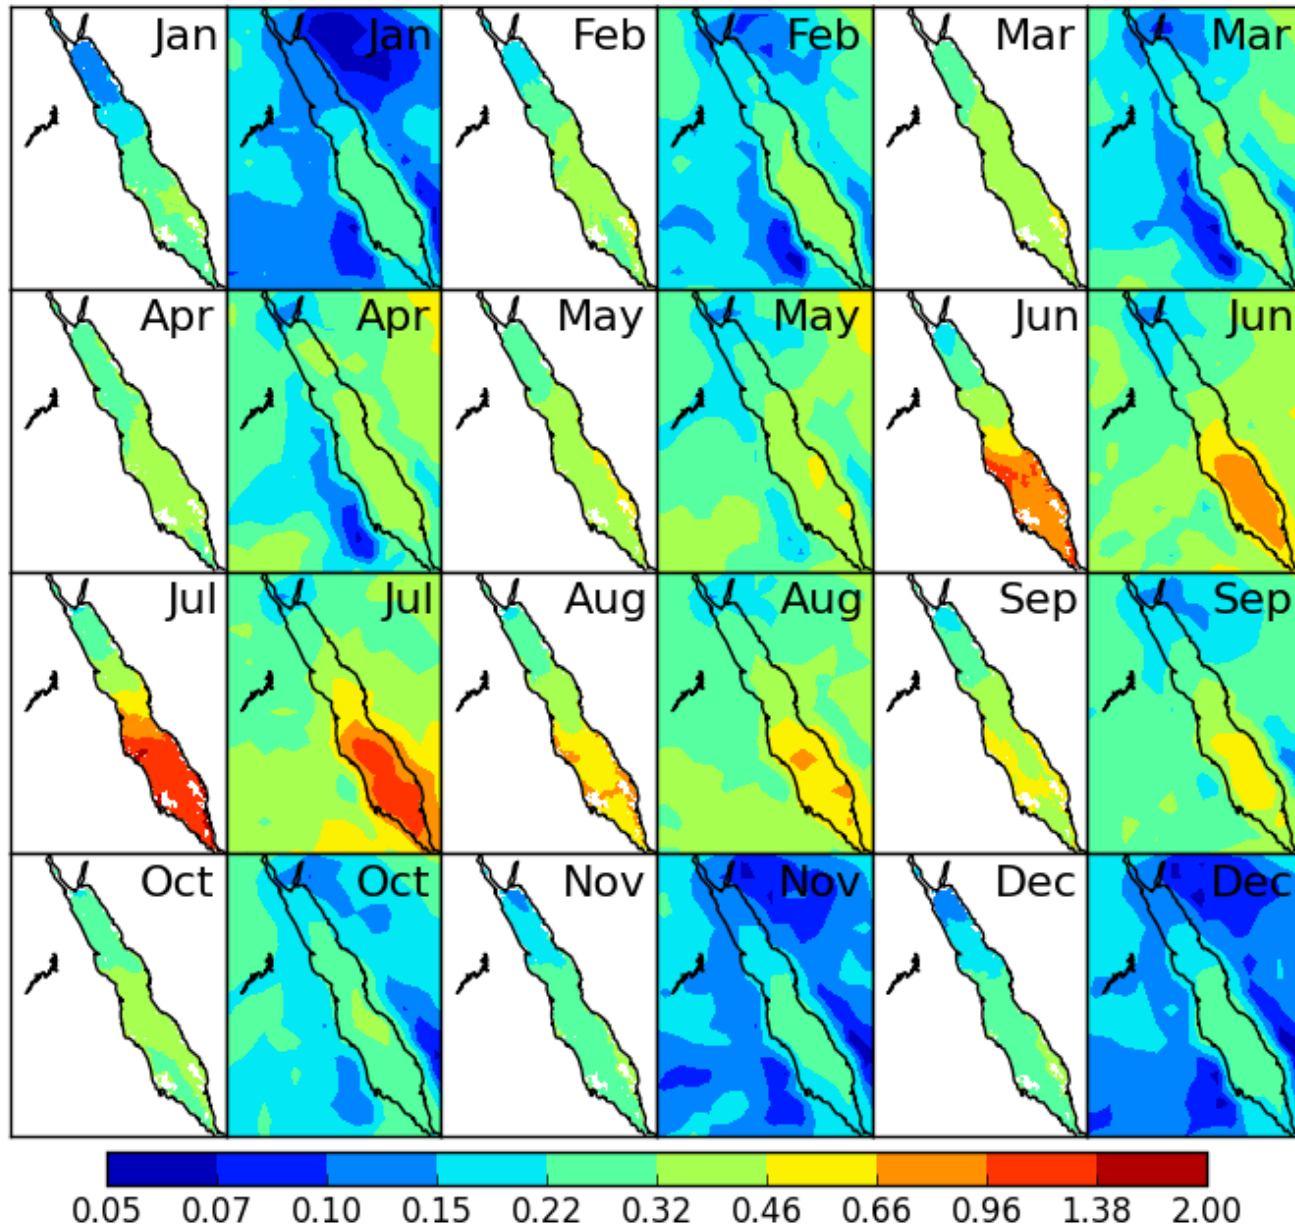 Jan Jan Feb Feb Mar Mar
Apr Apr May May Jun Jun
Jul Jul Aug Aug Sep Sep
Oct Oct Nov Nov Dec Dec
0.05 0.07 0.10 0.15 0.22 0.32 0.46 0.66 0.96 1.38 2.00